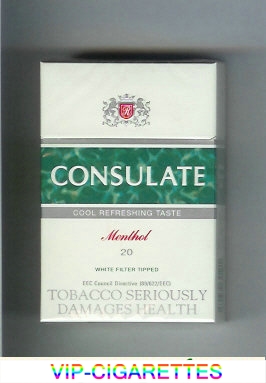 CONSULATE
COOL REFRESHING TASTE
Menthol
20
WHITE FILTER TIPPED
EEC Council Directive (89/622/EEC)
TOBACCO SERIOUSLY
DAMAGES HEALTH
VIP-CIGARETTES